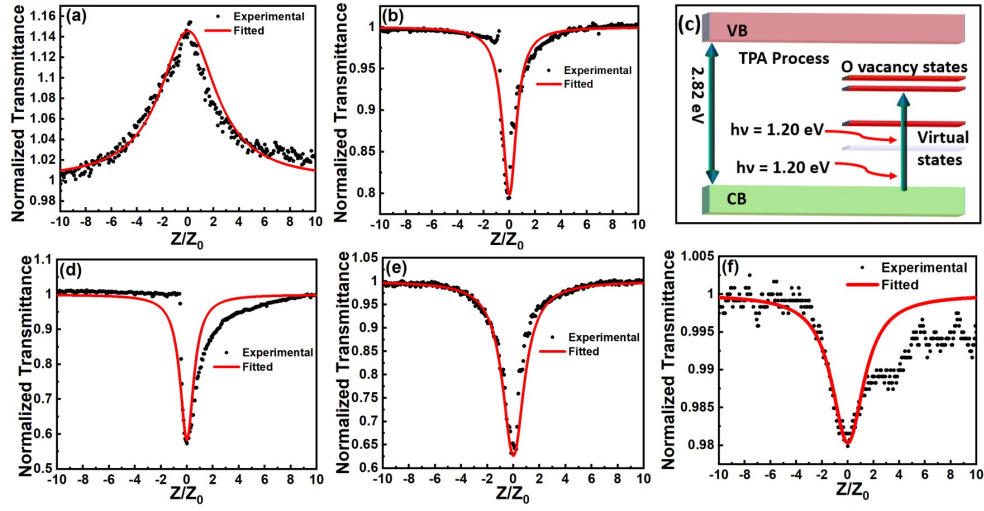 (a)
Experimental
Fitted
1.16
1.14
1.12
1.10
1.08
1.06
1.04
1.02
1
0.98
-10 -8 -6 -4 -2 0 2 4 6 8 10
Z/Z0
Normalized Transmittance
(b)
Experimental
Fitted
1
0.95
0.9
0.85
0.8
-10 -8 -6 -4 -2 0 2 4 6 8 10
Z/Z0
Normalized Transmittance
(c)
VB
TPA Process
O vacancy states
2.82 eV
hν = 1.20 eV
Virtual
states
hν = 1.20 eV
CB
(d)
Experimental
Fitted
1.1
1
0.9
0.8
0.7
0.6
0.5
-10 -8 -6 -4 -2 0 2 4 6 8 10
Z/Z0
Normalized Transmittance
(e)
Experimental
Fitted
1.05
1
0.95
0.9
0.85
0.8
0.75
0.7
0.65
0.6
-10 -8 -6 -4 -2 0 2 4 6 8 10
Z/Z0
Normalized Transmittance
(f)
Experimental
Fitted
1.005
1
0.995
0.99
0.985
0.98
-10 -8 -6 -4 -2 0 2 4 6 8 10
Z/Z0
Normalized Transmittance